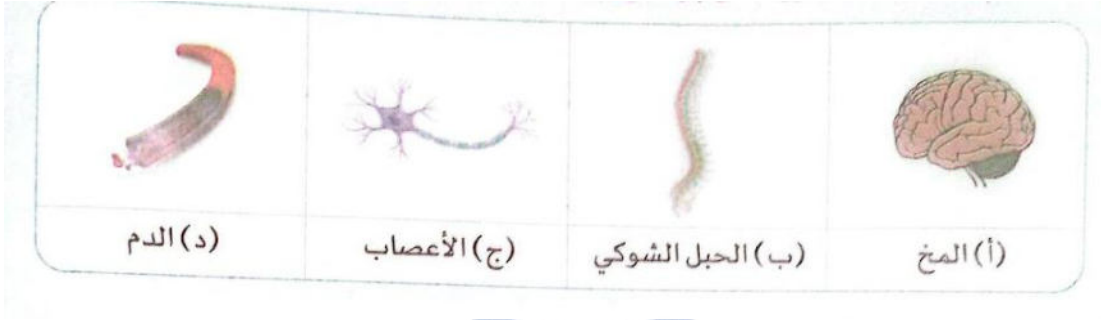 (أ) المخ
(ب) الحبل الشوكي
(ج) الأعصاب
(د) الدم